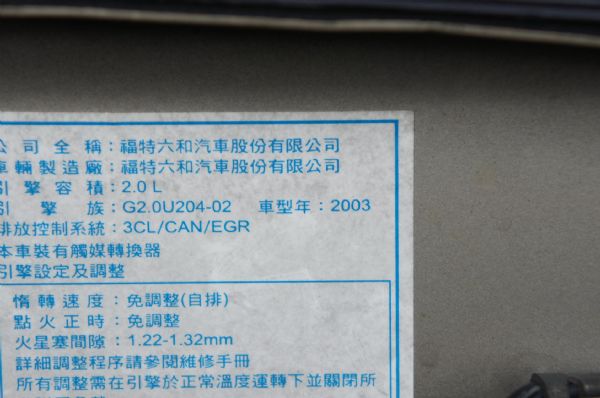 公司全稱：福特六和汽車股份有限公司
車輛製造廠：福特六和汽車股份有限公司
引擎容積：2.0 L
引擎族：G2.0U204-02 車型年：2003
排放控制系統：3CL/CAN/EGR
本車裝有觸媒轉換器
引擎設定及調整
惰轉速度：免調整(自排)
點火正時：免調整
火星塞間隙：1.22-1.32mm
詳細調整程序請參閱維修手冊
所有調整需在引擎於正常溫度運轉下並關閉所